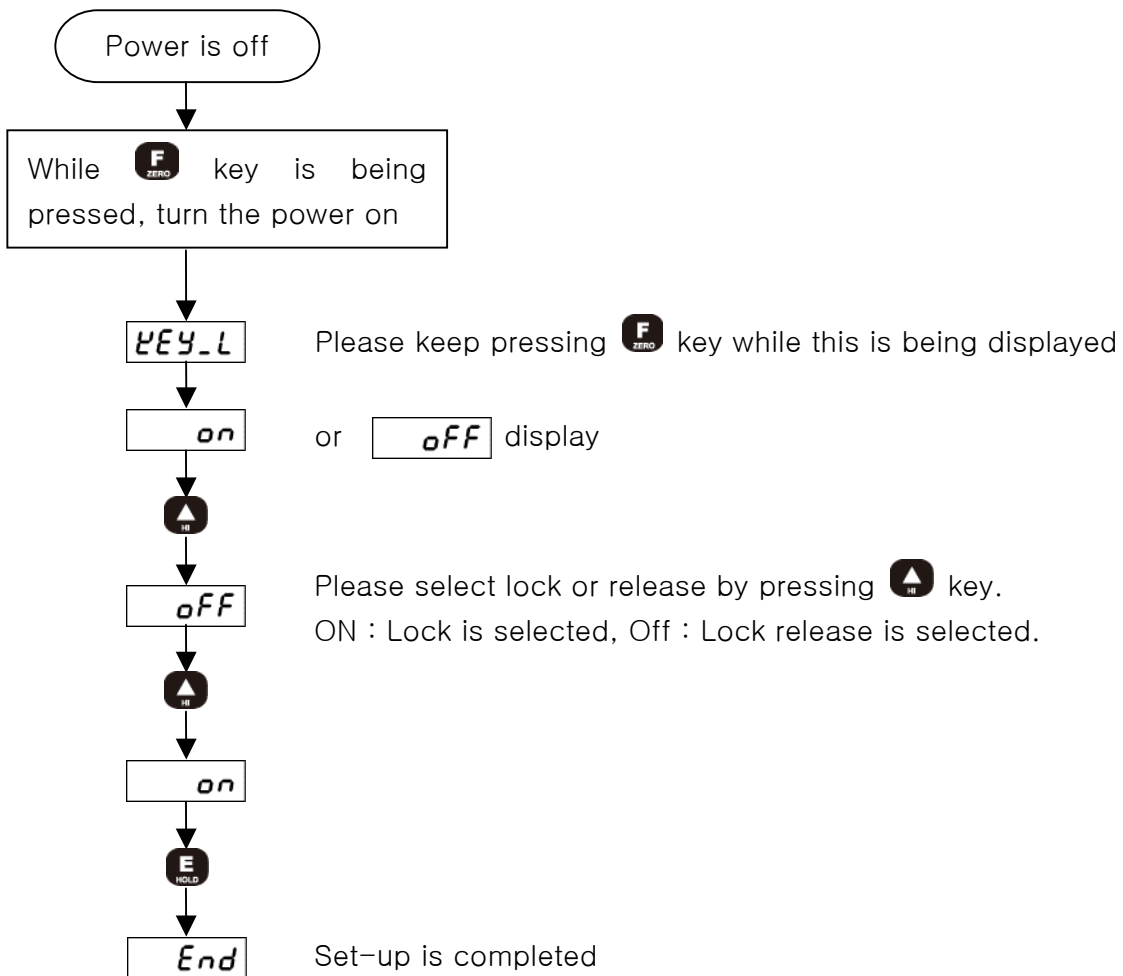 Power is off
While F ZERO key is being
pressed, turn the power on
KEY_L Please keep pressing F ZERO key while this is being displayed
on or oFF display
HI
oFF Please select lock or release by pressing HI key.
ON : Lock is selected, Off : Lock release is selected.
HI
on
E HOLD
End Set-up is completed